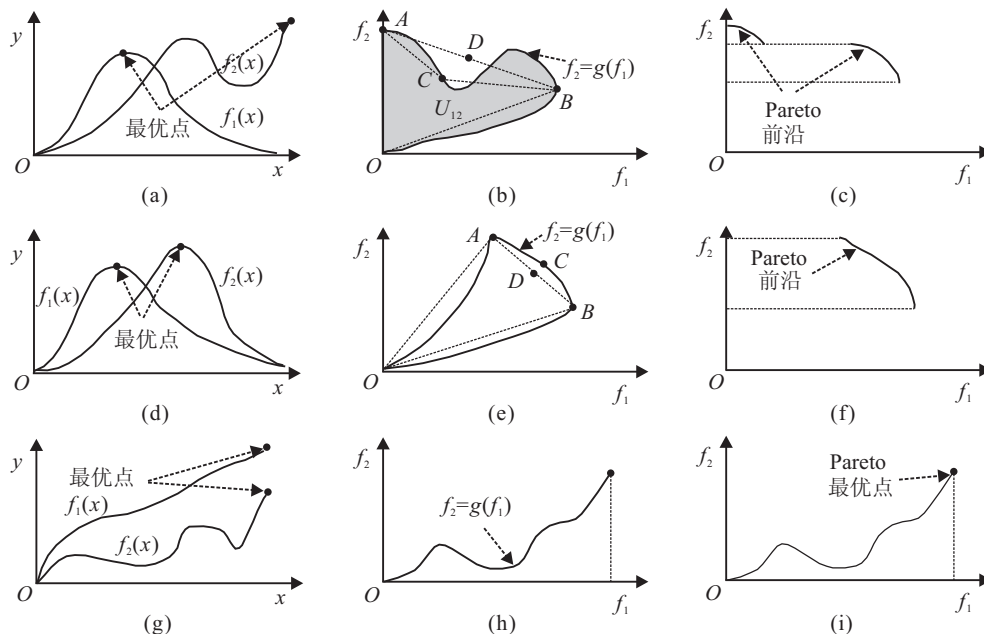 y
f₂(x)
f₁(x)
最优点
O
x
(a)
f₂
A
D
C
f₂=g(f₁)
B
U₁₂
O
f₁
(b)
f₂
Pareto
前沿
O
f₁
(c)
y
f₁(x)
f₂(x)
最优点
O
x
(d)
f₂
A
f₂=g(f₁)
C
D
B
O
f₁
(e)
f₂
Pareto
前沿
O
f₁
(f)
y
最优点
f₁(x)
f₂(x)
O
x
(g)
f₂
f₂=g(f₁)
O
f₁
(h)
f₂
Pareto
最优点
O
f₁
(i)